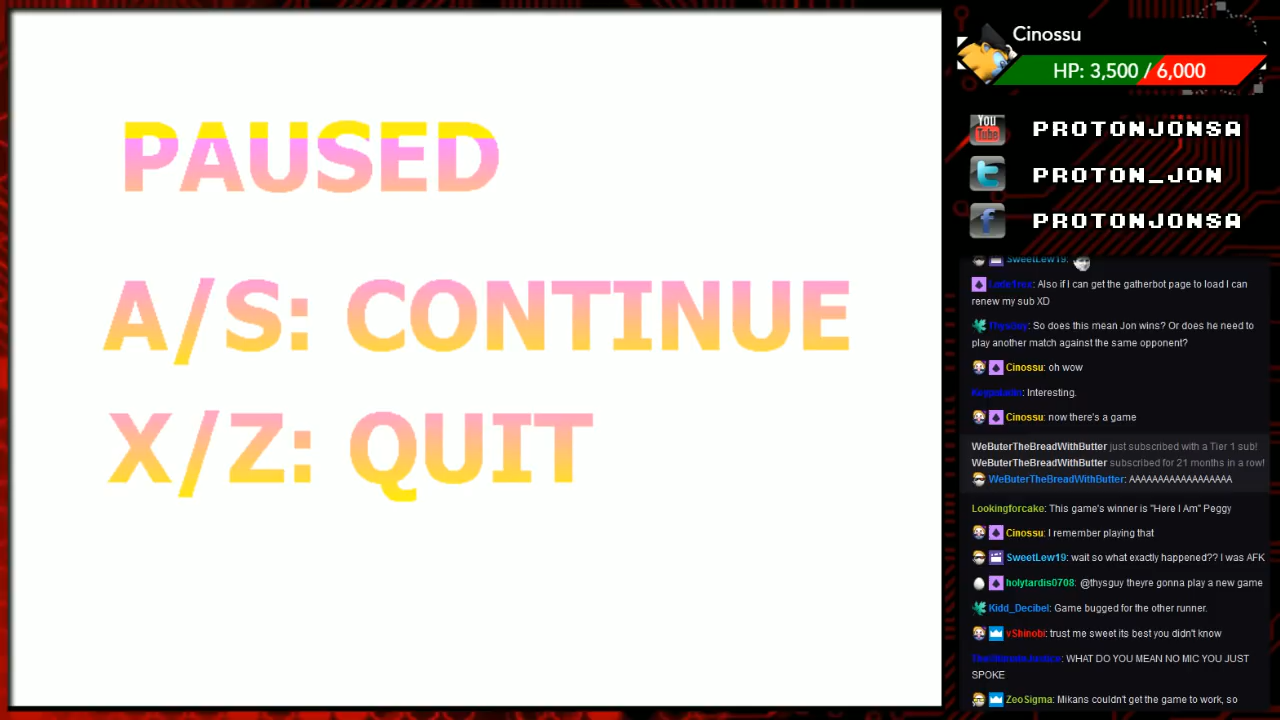 PAUSED
A/S: CONTINUE
X/Z: QUIT
Cinossu
HP: 3,500 / 6,000
You
Tube
PROTONJONSA
PROTON_JON
PROTONJONSA
SweetLew19:
Also if I can get the gatherbot page to load I can
renew my sub XD
ThysGuy: So does this mean Jon wins? Or does he need to
play another match against the same opponent?
Cinossu: oh wow
Interesting.
Cinossu: now there's a game
WeButerTheBreadWithButter just subscribed with a Tier 1 sub!
WeButerTheBreadWithButter subscribed for 21 months in a row!
WeButerTheBreadWithButter: AAAAAAAAAAAAAAAAAA
Lookingforcake: This game's winner is "Here I Am" Peggy
Cinossu: I remember playing that
SweetLew19: wait so what exactly happened?? I was AFK
holytardis0708: @thysguy theyre gonna play a new game
Kidd_Decibel: Game bugged for the other runner.
vShinobi: trust me sweet its best you didn't know
WHAT DO YOU MEAN NO MIC YOU JUST
SPOKE
ZeoSigma: Mikans couldn't get the game to work, so